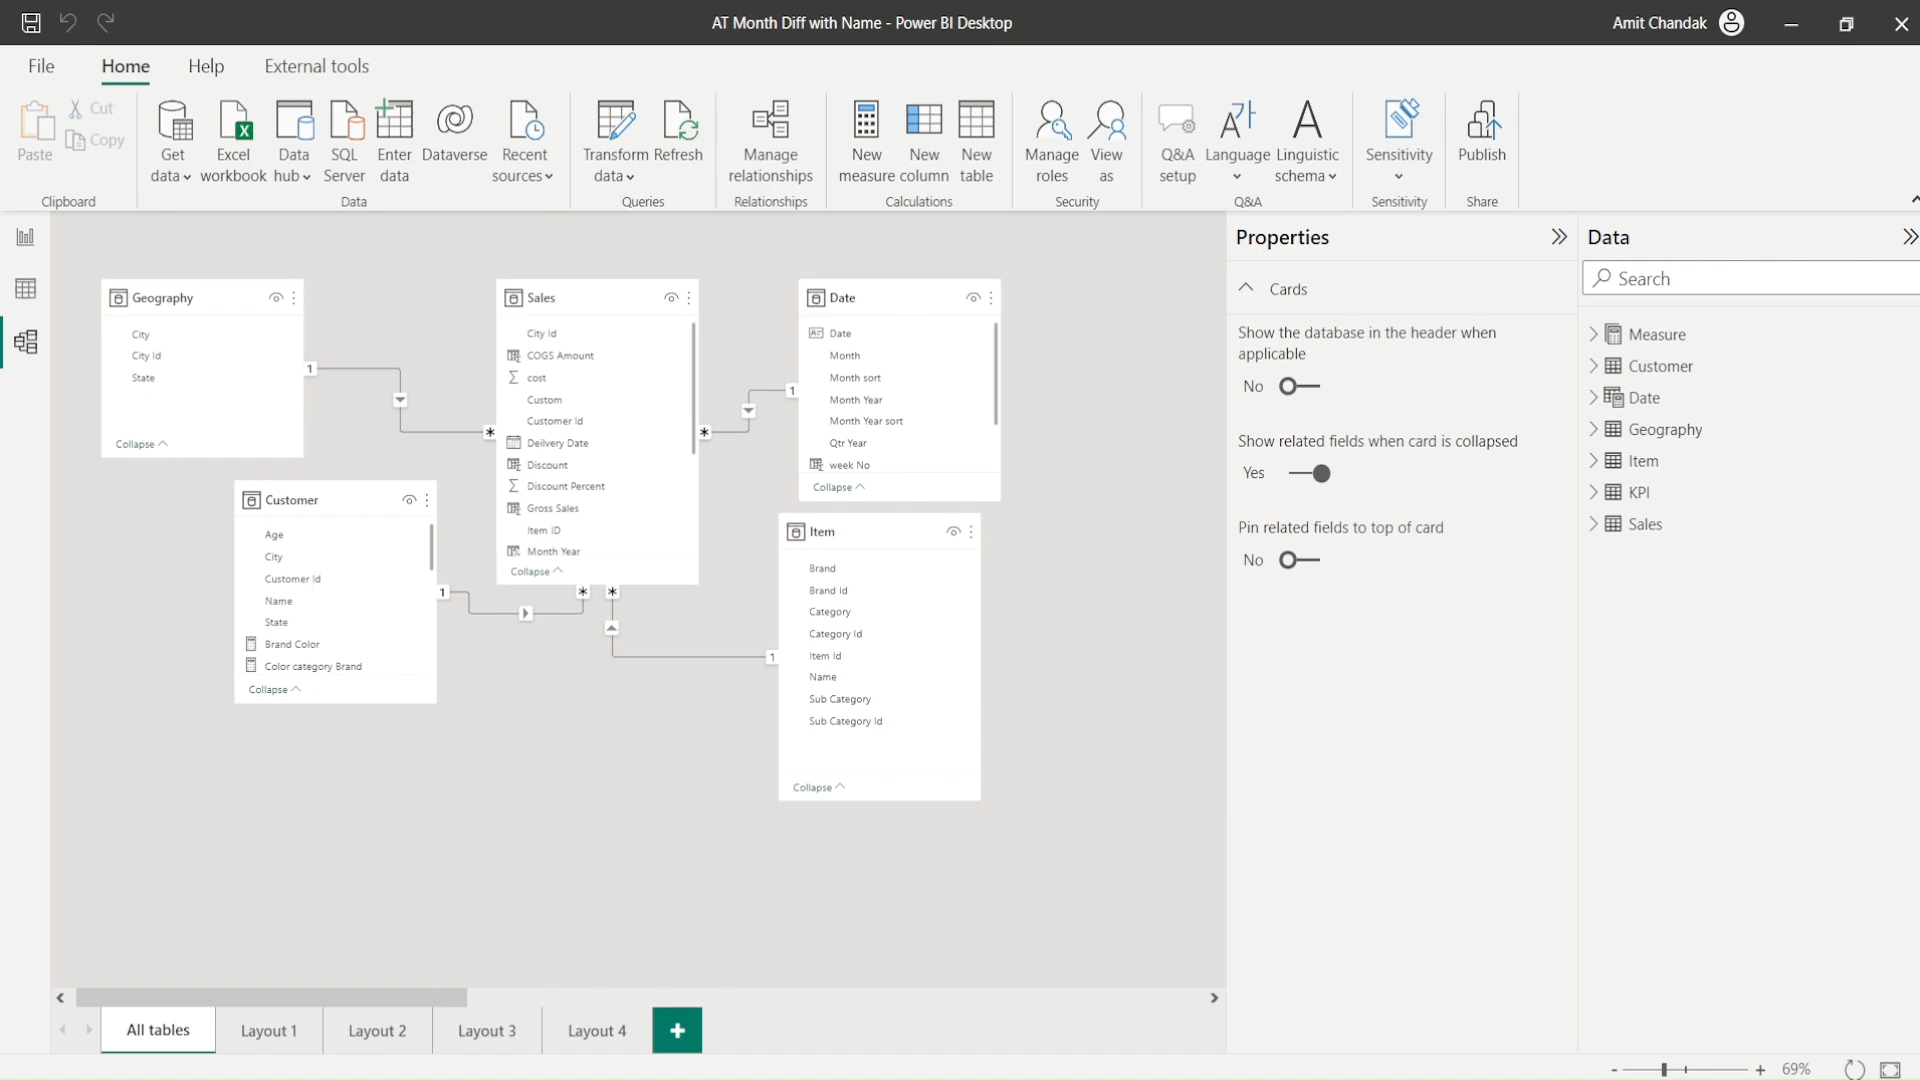 AT Month Diff with Name - Power BI Desktop
Amit Chandak
File
Home
Help
External tools
Paste
Cut
Copy
Clipboard
Get data
Excel workbook
Data hub
SQL Server
Enter data
Dataverse
Recent sources
Data
Transform data
Refresh
Queries
Manage relationships
Relationships
New measure
New column
New table
Calculations
Manage roles
View as
Security
Q&A setup
Language
Linguistic schema
Q&A
Sensitivity
Sensitivity
Publish
Share
Geography
City
City Id
State
Collapse
1
*
Sales
City Id
COGS Amount
cost
Custom
Customer Id
Deilvery Date
Discount
Discount Percent
Gross Sales
Item ID
Month Year
Collapse
*
1
Date
Date
Month
Month sort
Month Year
Month Year sort
Qtr Year
week No
Collapse
Customer
Age
City
Customer Id
Name
State
Brand Color
Color category Brand
Collapse
1
*
*
1
Item
Brand
Brand Id
Category
Category Id
Item Id
Name
Sub Category
Sub Category Id
Collapse
Properties
Cards
Show the database in the header when
applicable
No
Show related fields when card is collapsed
Yes
Pin related fields to top of card
No
Data
Search
Measure
Customer
Date
Geography
Item
KPI
Sales
All tables
Layout 1
Layout 2
Layout 3
Layout 4
+
- + 69%